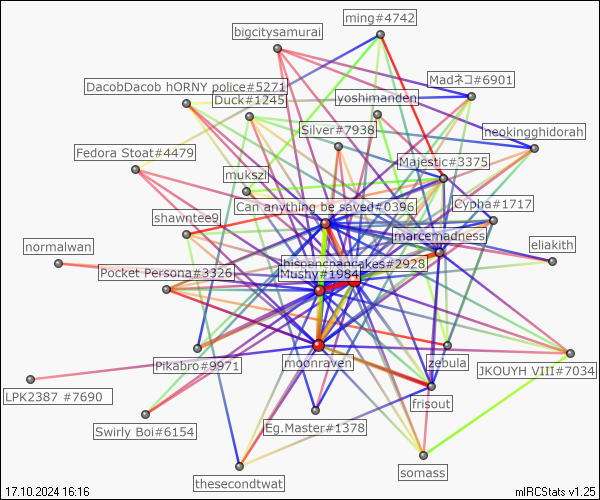 ming#4742
bigcitysamurai
Madネコ#6901
DacobDacob hORNY police#5271
Duck#1245
yoshimanden
Silver#7938
neokingghidorah
Fedora Stoat#4479
Majestic#3375
mukszi
Can anything be saved#0396
Cypha#1717
shawntee9
marcemadness
normalwan
eliakith
thispencpancakes#2928
Pocket Persona#3326
Mushy#1984
Pikabro#9971
moonraven
zebula
JKOUYH VIII#7034
LPK2387 #7690
frisout
Swirly Boi#6154
Eg.Master#1378
somass
thesecondtwat
17.10.2024 16:16
mIRCStats v1.25